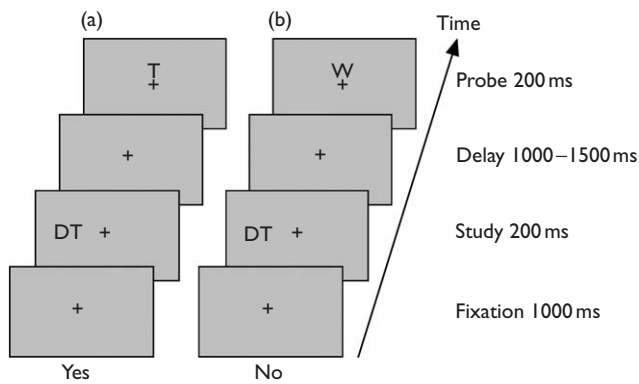 (a)
(b)
Time
T
+
W
+
Probe 200 ms
+
+
Delay 1000–1500 ms
DT +
DT +
Study 200 ms
+
+
Fixation 1000 ms
Yes
No